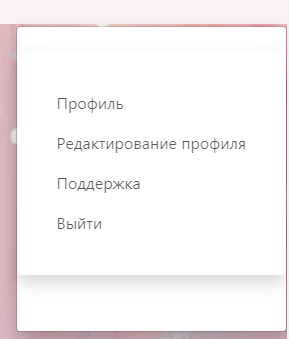 Профиль
Редактирование профиля
Поддержка
Выйти